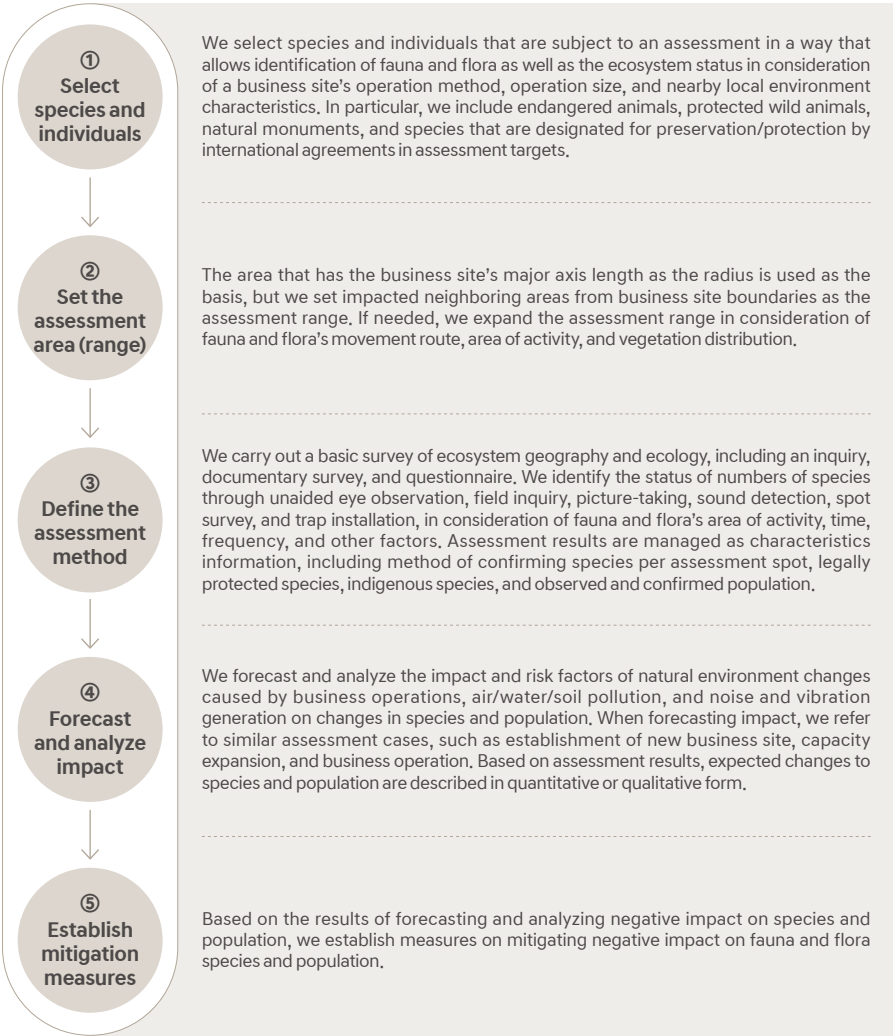 ①
Select
species and
individuals
We select species and individuals that are subject to an assessment in a way that
allows identification of fauna and flora as well as the ecosystem status in consideration
of a business site's operation method, operation size, and nearby local environment
characteristics. In particular, we include endangered animals, protected wild animals,
natural monuments, and species that are designated for preservation/protection by
international agreements in assessment targets.
②
Set the
assessment
area (range)
The area that has the business site's major axis length as the radius is used as the
basis, but we set impacted neighboring areas from business site boundaries as the
assessment range. If needed, we expand the assessment range in consideration of
fauna and flora's movement route, area of activity, and vegetation distribution.
③
Define the
assessment
method
We carry out a basic survey of ecosystem geography and ecology, including an inquiry,
documentary survey, and questionnaire. We identify the status of numbers of species
through unaided eye observation, field inquiry, picture-taking, sound detection, spot
survey, and trap installation, in consideration of fauna and flora's area of activity, time,
frequency, and other factors. Assessment results are managed as characteristics
information, including method of confirming species per assessment spot, legally
protected species, indigenous species, and observed and confirmed population.
④
Forecast
and analyze
impact
We forecast and analyze the impact and risk factors of natural environment changes
caused by business operations, air/water/soil pollution, and noise and vibration
generation on changes in species and population. When forecasting impact, we refer
to similar assessment cases, such as establishment of new business site, capacity
expansion, and business operation. Based on assessment results, expected changes to
species and population are described in quantitative or qualitative form.
⑤
Establish
mitigation
measures
Based on the results of forecasting and analyzing negative impact on species and
population, we establish measures on mitigating negative impact on fauna and flora
species and population.